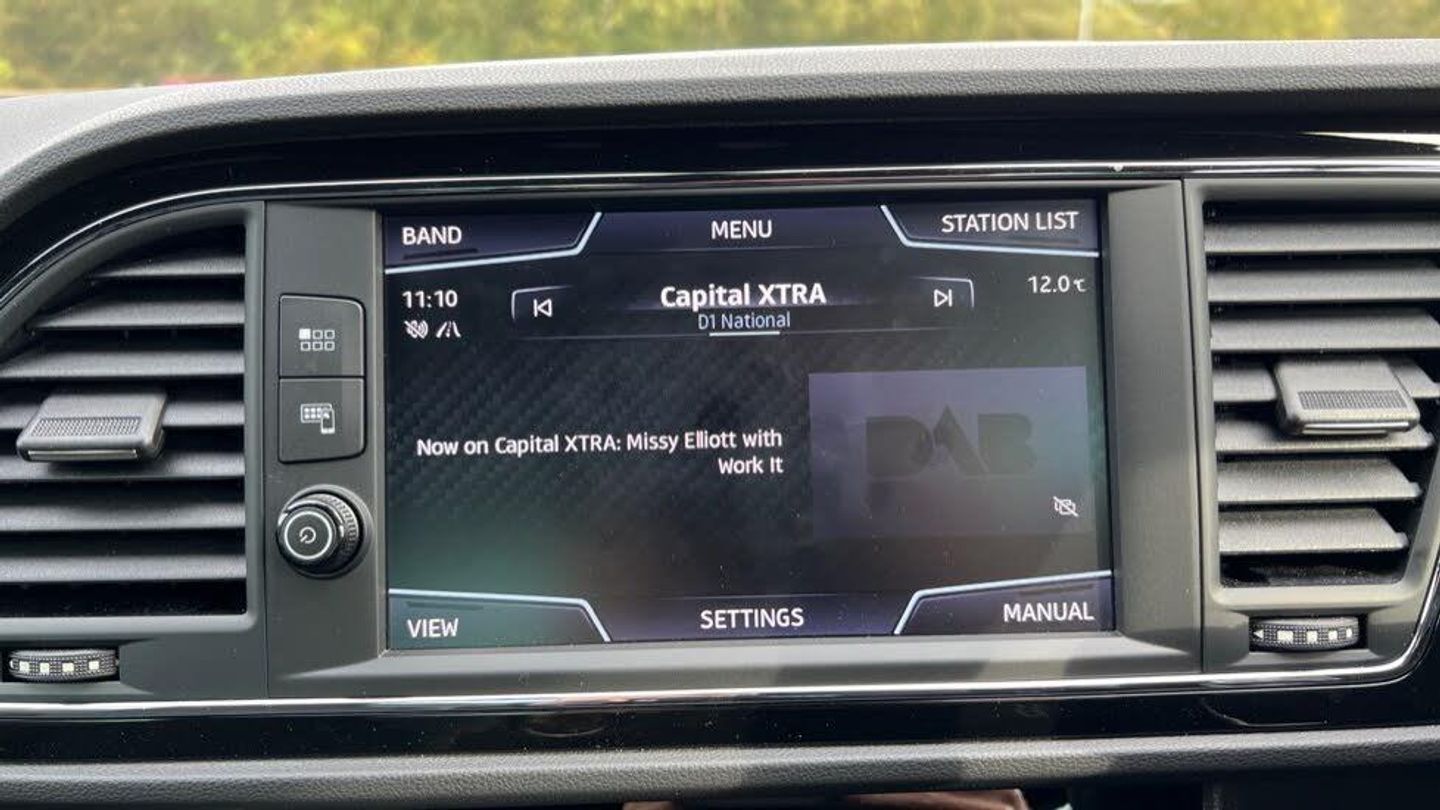 BAND
MENU
STATION LIST
11:10
Capital XTRA
12.0℃
D1 National
Now on Capital XTRA: Missy Elliott with
Work It
DAB
VIEW
SETTINGS
MANUAL